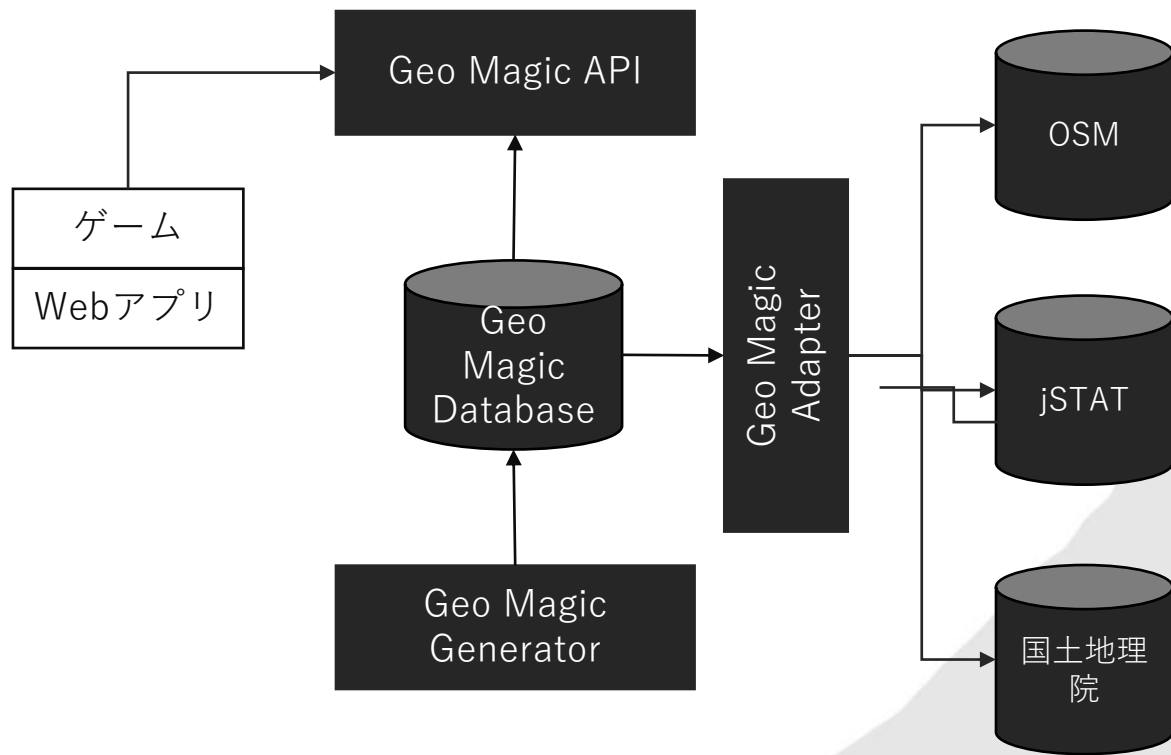 Geo Magic API
ゲーム
Webアプリ
Geo
Magic
Database
Geo Magic
Adapter
Geo Magic
Generator
OSM
jSTAT
国土地理
院